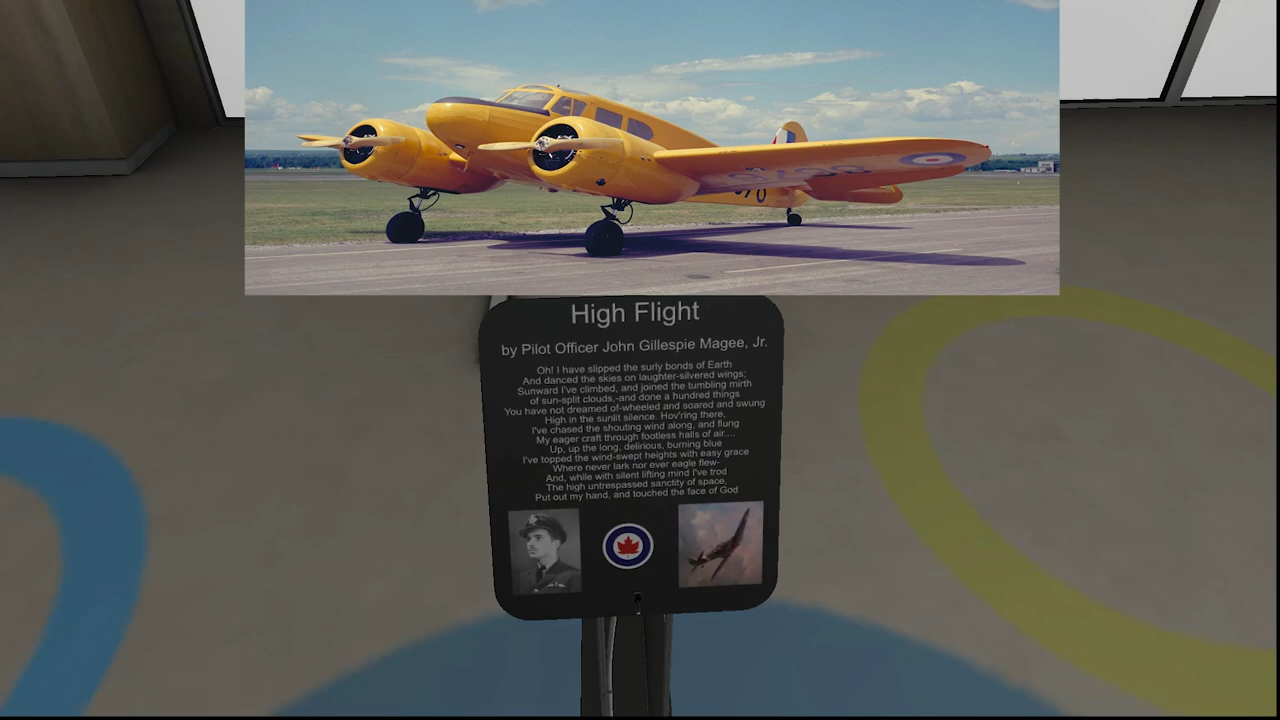 70
High Flight
by Pilot Officer John Gillespie Magee, Jr.
Oh! I have slipped the surly bonds of Earth
And danced the skies on laughter-silvered wings;
Sunward I've climbed, and joined the tumbling mirth
of sun-split clouds,-and done a hundred things
You have not dreamed of-wheeled and soared and swung
High in the sunlit silence. Hov'ring there,
I've chased the shouting wind along, and flung
My eager craft through footless halls of air....
Up, up the long, delirious, burning blue
I've topped the wind-swept heights with easy grace
Where never lark nor ever eagle flew-
And, while with silent lifting mind I've trod
The high untrespassed sanctity of space,
Put out my hand, and touched the face of God